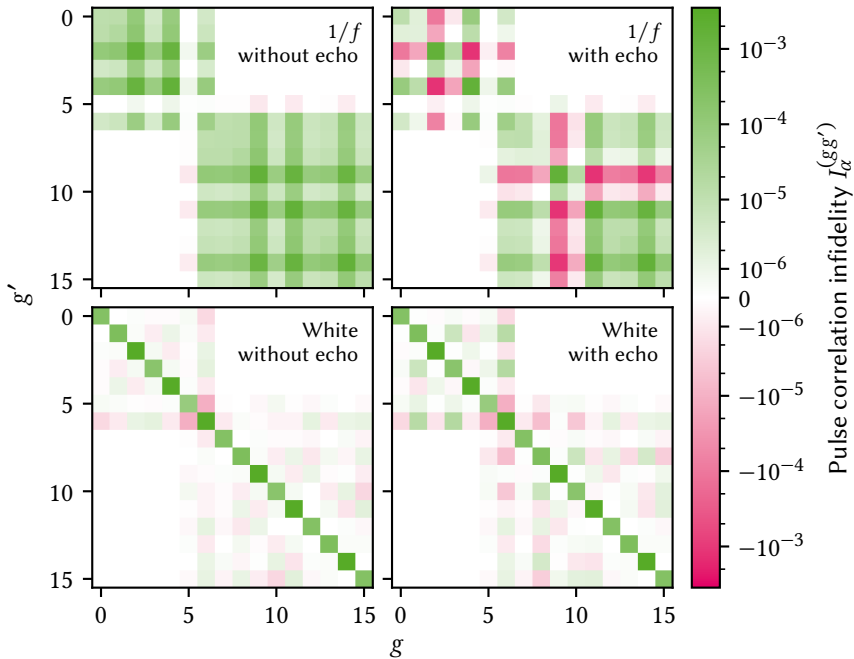 0
5
10
15
1/f
without echo
1/f
with echo
g′
0
5
10
15
White
without echo
White
with echo
0
5
10
15
0
5
10
15
g
10⁻³
10⁻⁴
10⁻⁵
10⁻⁶
0
−10⁻⁶
−10⁻⁵
−10⁻⁴
−10⁻³
Pulse correlation infidelity I_α^(gg′)